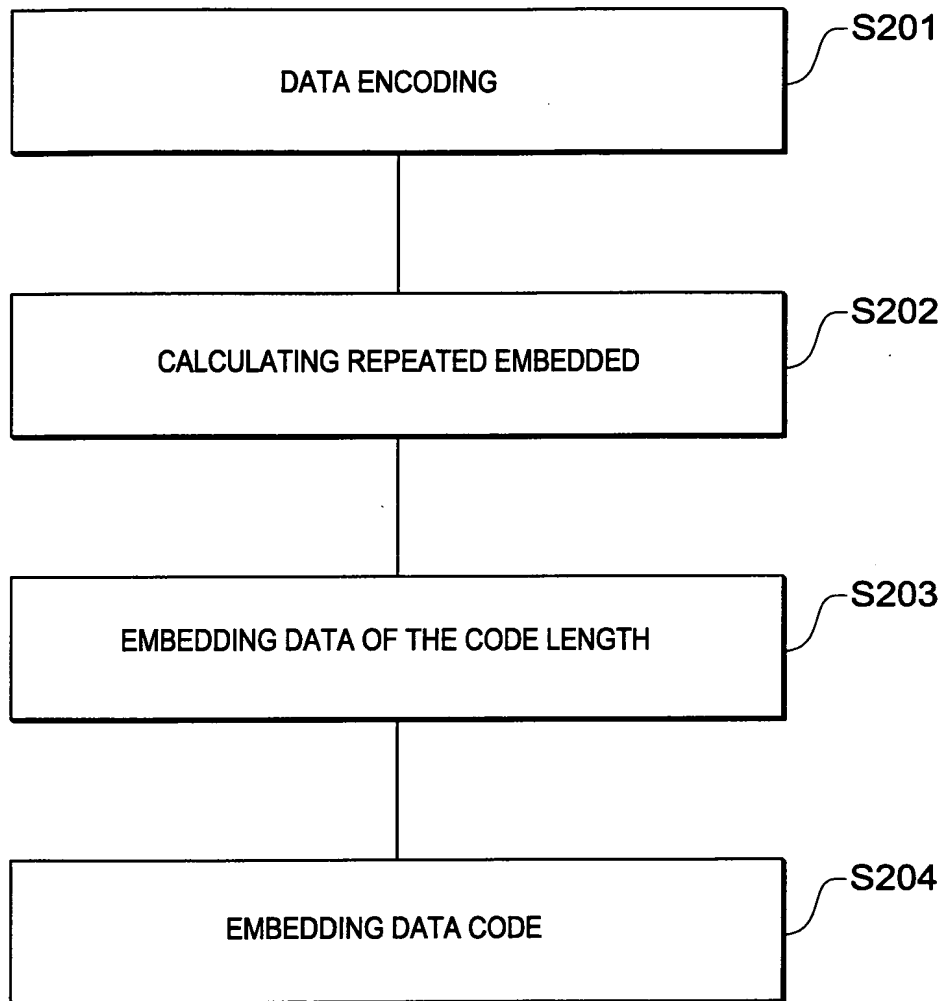 S201
DATA ENCODING
S202
CALCULATING REPEATED EMBEDDED
S203
EMBEDDING DATA OF THE CODE LENGTH
S204
EMBEDDING DATA CODE